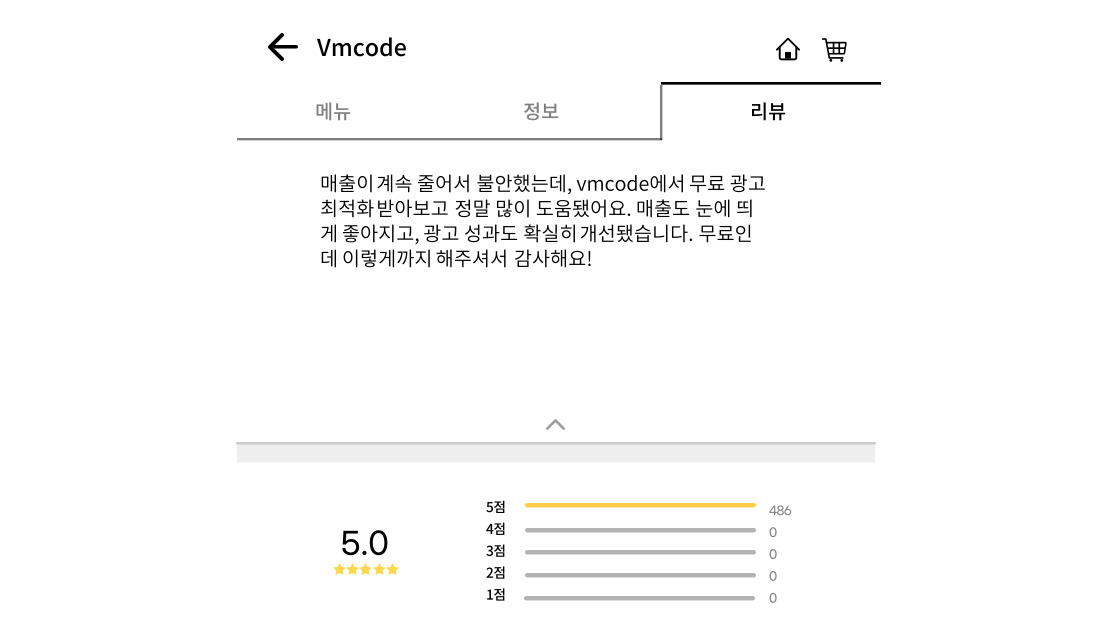 Vmcode
메뉴
정보
리뷰
매출이 계속 줄어서 불안했는데, vmcode에서 무료 광고
최적화 받아보고 정말 많이 도움됐어요. 매출도 눈에 띄
게 좋아지고, 광고 성과도 확실히 개선됐습니다. 무료인
데 이렇게까지 해주셔서 감사해요!
5.0
5점 486
4점 0
3점 0
2점 0
1점 0